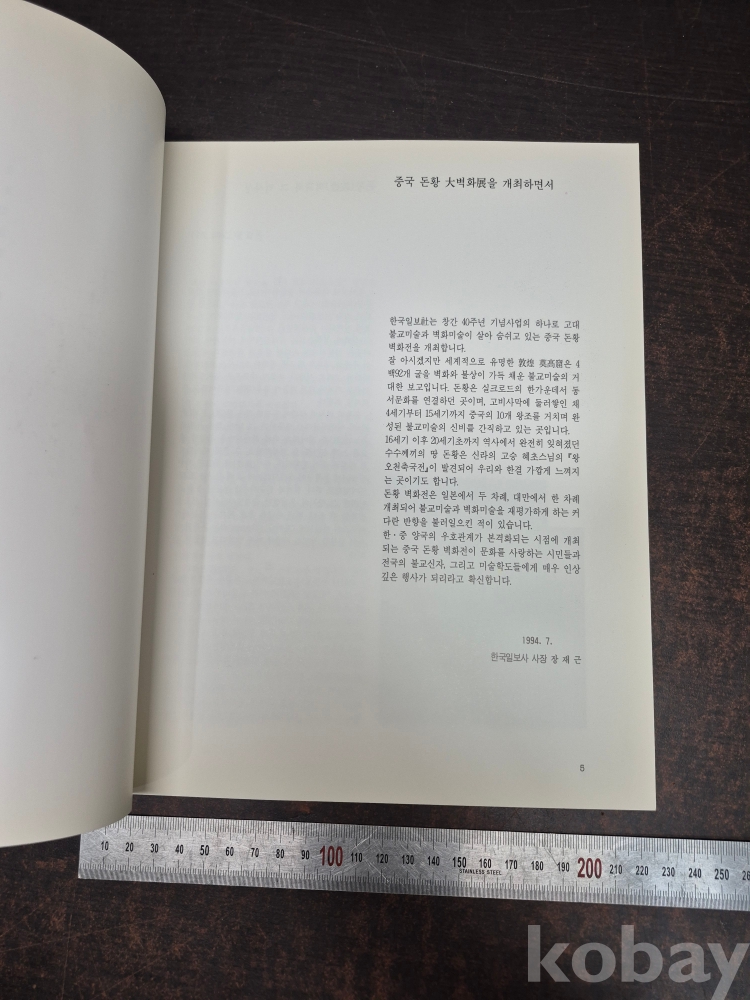 중국 돈황 大벽화展을 개최하면서
한국일보社는 창간 40주년 기념사업의 하나로 고대
불교미술과 벽화미술이 살아 숨쉬고 있는 중국 돈황
벽화전을 개최합니다.
잘 아시겠지만 세계적으로 유명한 敦煌 莫高窟은 4
백92개 굴을 벽화와 불상이 가득 채운 불교미술의 거
대한 보고입니다. 돈황은 실크로드의 한가운데서 동
서문화를 연결하던 곳이며, 고비사막에 둘러쌓인 채
4세기부터 15세기까지 중국의 10개 왕조를 거치며 완
성된 불교미술의 신비를 간직하고 있는 곳입니다.
16세기 이후 20세기초까지 역사에서 완전히 잊혀졌던
수수께끼의 땅 돈황은 신라의 고승 혜초스님의 『왕
오천축국전』이 발견되어 우리와 한결 가깝게 느껴지
는 곳이기도 합니다.
돈황 벽화전은 일본에서 두 차례, 대만에서 한 차례
개최되어 불교미술과 벽화미술을 재평가하게 하는 커
다란 반향을 불러일으킨 적이 있습니다.
한·중 양국의 우호관계가 본격화되는 시점에 개최
되는 중국 돈황 벽화전이 문화를 사랑하는 시민들과
전국의 불교신자, 그리고 미술학도들에게 매우 인상
깊은 행사가 되리라고 확신합니다.
1994. 7.
한국일보사 사장 장 재 근
5
10 20 30 40 50 60 70 80 90 100 110 120 130 140 150 160 170 180 190 200 210 220 230 240 250
STAINLESS STEEL
kobay